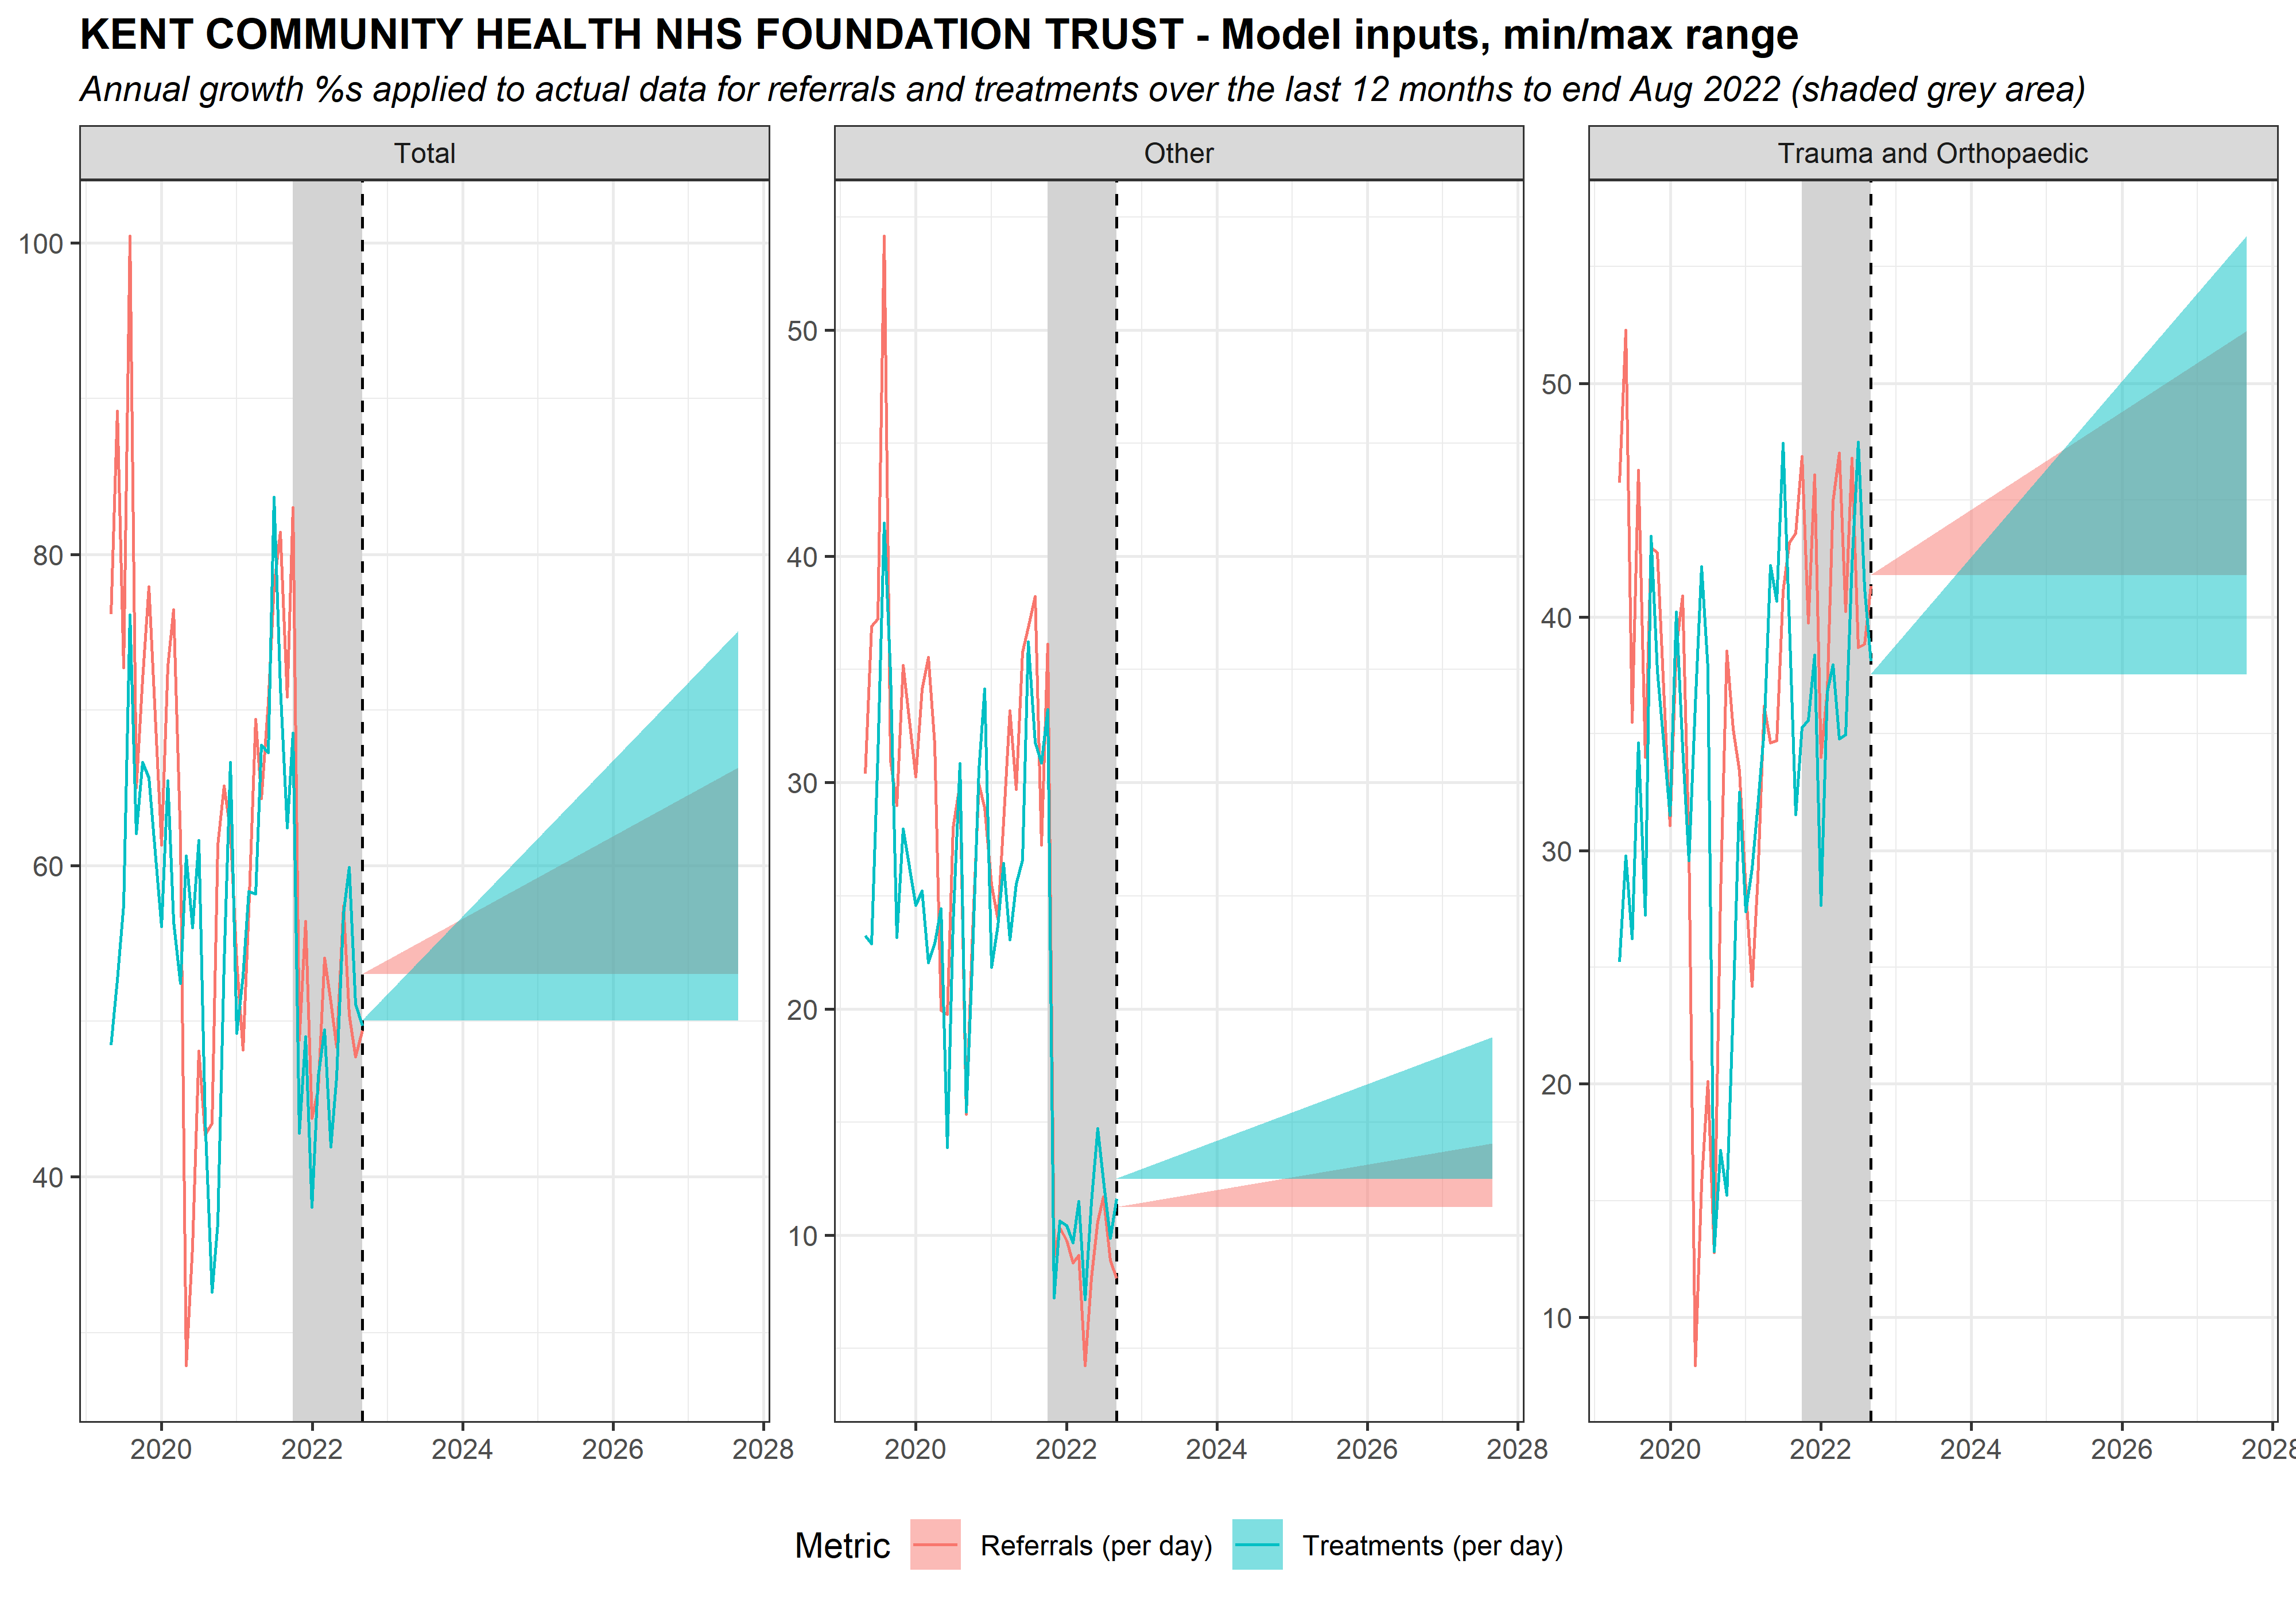 KENT COMMUNITY HEALTH NHS FOUNDATION TRUST - Model inputs, min/max range
Annual growth %s applied to actual data for referrals and treatments over the last 12 months to end Aug 2022 (shaded grey area)
Total
Other
Trauma and Orthopaedic
100
80
60
40
50
40
30
20
10
50
40
30
20
10
2020 2022 2024 2026 2028
2020 2022 2024 2026 2028
2020 2022 2024 2026 2028
Metric Referrals (per day) Treatments (per day)